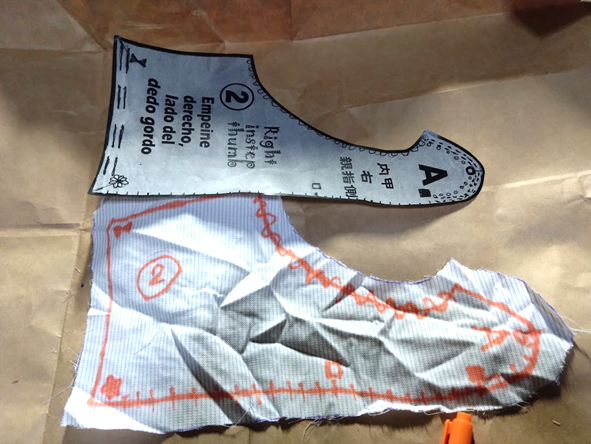 2
Empeine
derecho,
lado del
dedo gordo
Right
instep
thumb
内甲
右
親指側
A
2
A